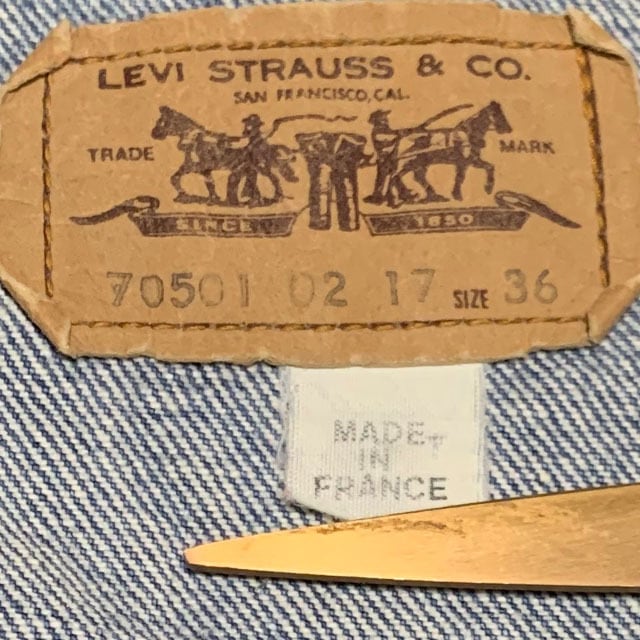 LEVI STRAUSS & CO.
SAN FRANCISCO, CAL.
TRADE MARK
SINCE 1850
70501 02 17 SIZE 36
MADE T
IN
FRANCE